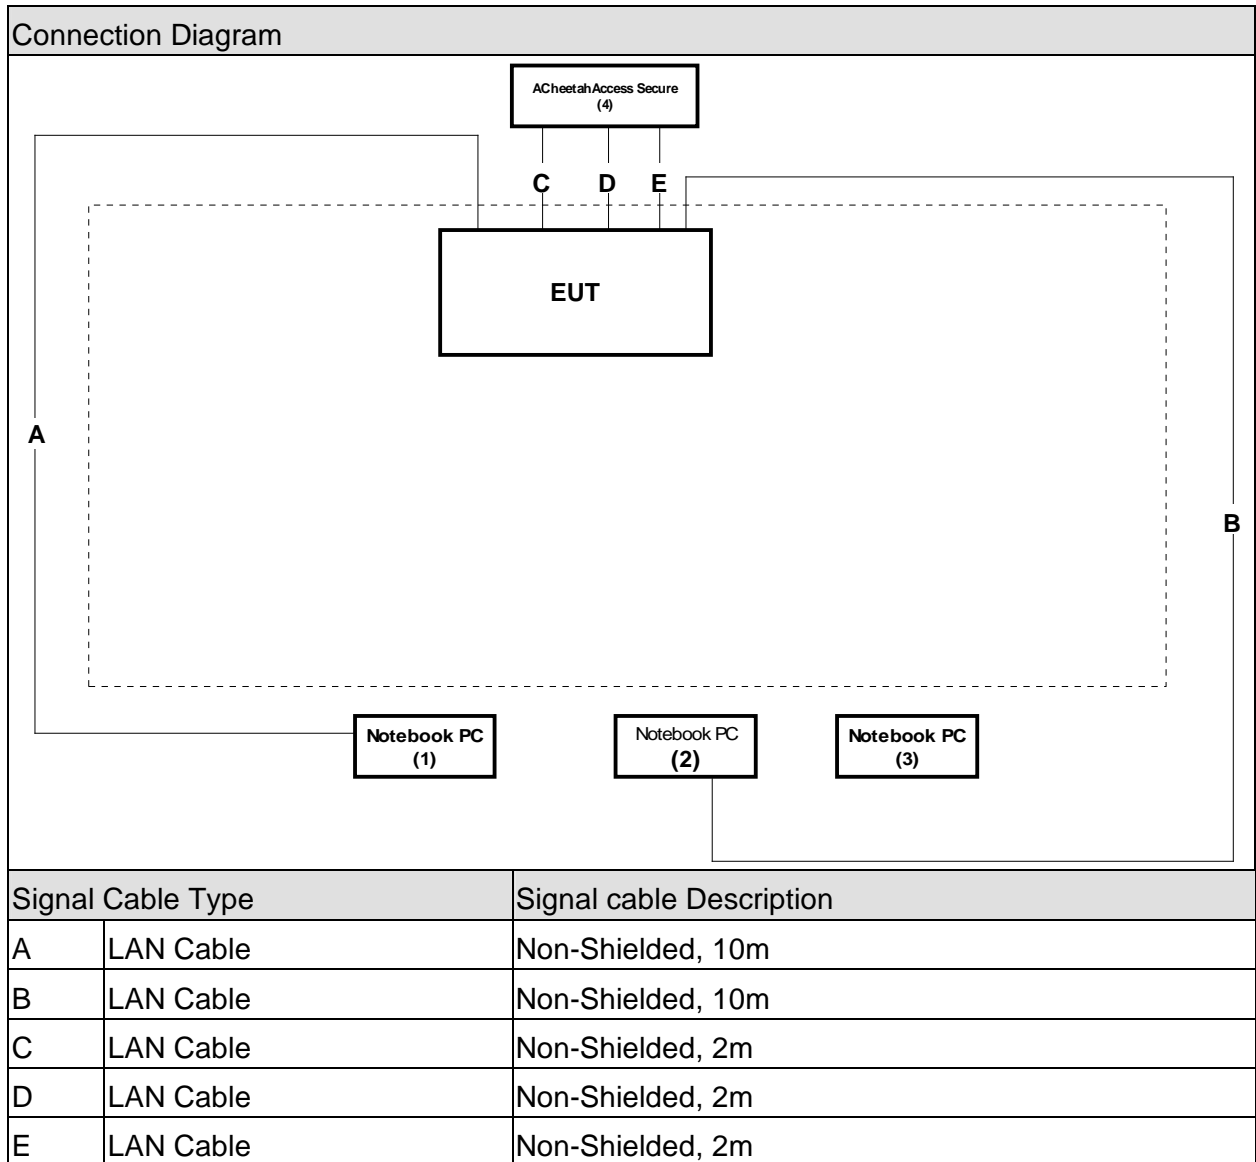 Connection Diagram
ACheetahAccess Secure
(4)
C D E
EUT
A
B
Notebook PC
(1)
Notebook PC
(2)
Notebook PC
(3)
Signal Cable Type Signal cable Description
A LAN Cable Non-Shielded, 10m
B LAN Cable Non-Shielded, 10m
C LAN Cable Non-Shielded, 2m
D LAN Cable Non-Shielded, 2m
E LAN Cable Non-Shielded, 2m